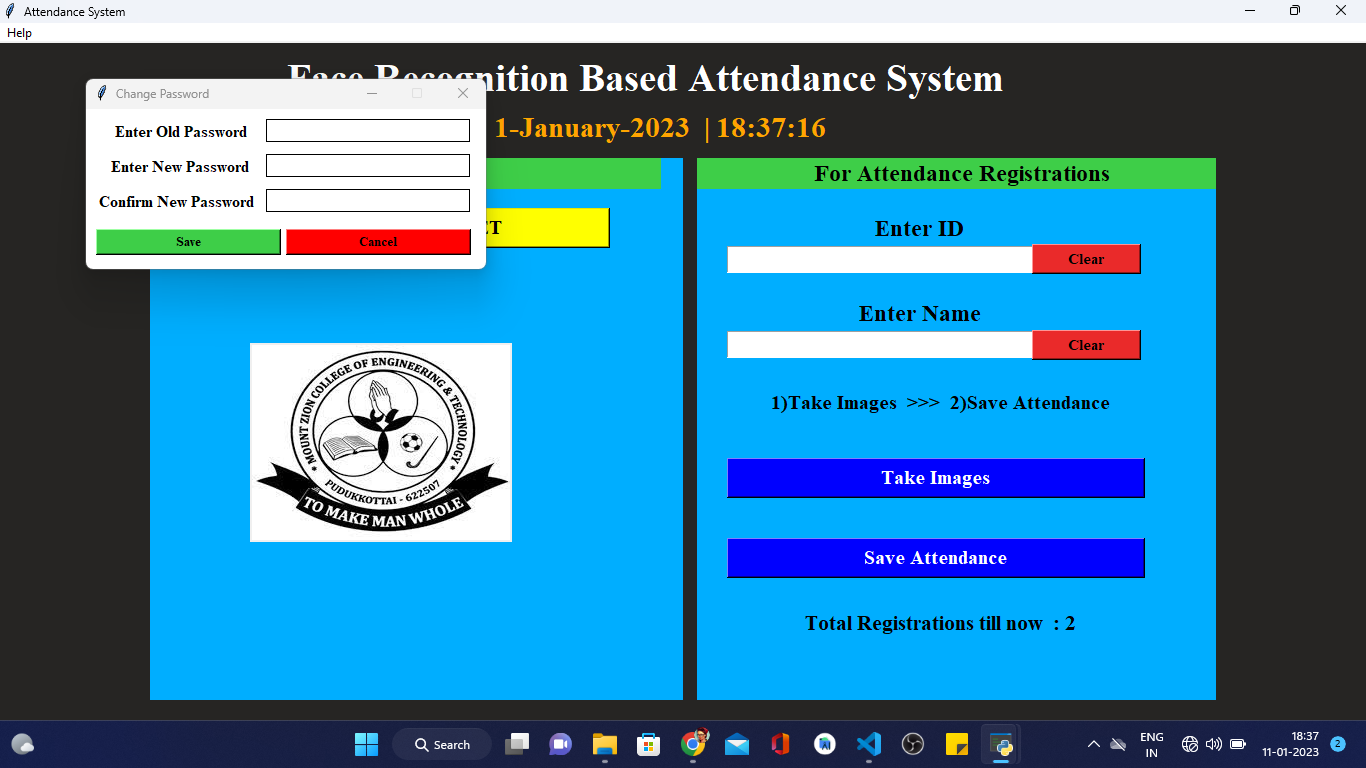 Attendance System
Help
Face Recognition Based Attendance System
1-January-2023 | 18:37:16
Change Password
Enter Old Password
Enter New Password
Confirm New Password
Save Cancel
For Attendance Registrations
Enter ID
Clear
Enter Name
Clear
1)Take Images >>> 2)Save Attendance
Take Images
Save Attendance
Total Registrations till now : 2
MOUNT ZION COLLEGE OF ENGINEERING & TECHNOLOGY
PUDUKKOTTAI - 622507
TO MAKE MAN WHOLE
Search
ENG
IN
18:37
11-01-2023
2